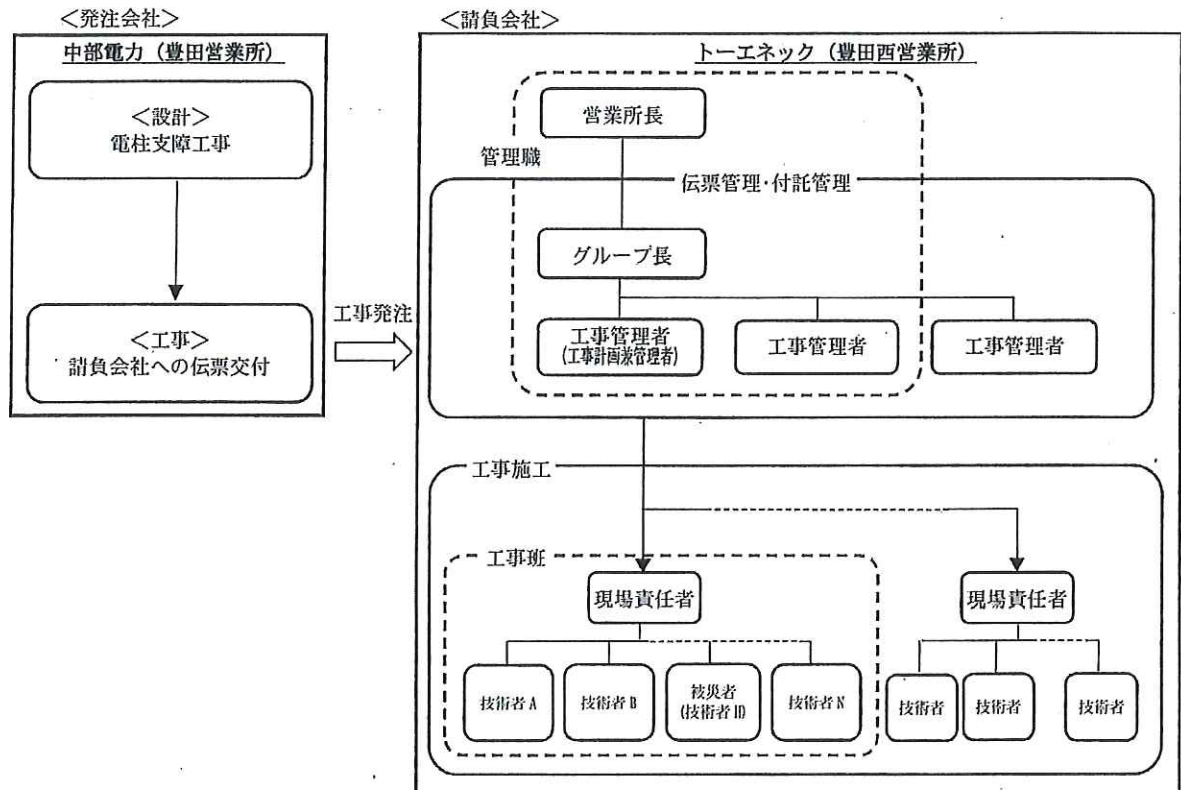 <発注会社>
中部電力（豊田営業所）
<設計>
電柱支障工事
<工事>
請負会社への伝票交付
工事発注
<請負会社>
トーエネック（豊田西営業所）
営業所長
管理職
伝票管理・付託管理
グループ長
工事管理者
(工事計画兼管理者)
工事管理者
工事管理者
工事施工
工事班
現場責任者
現場責任者
技術者 A
技術者 B
被災者
(技術者 H)
技術者 N
技術者
技術者
技術者